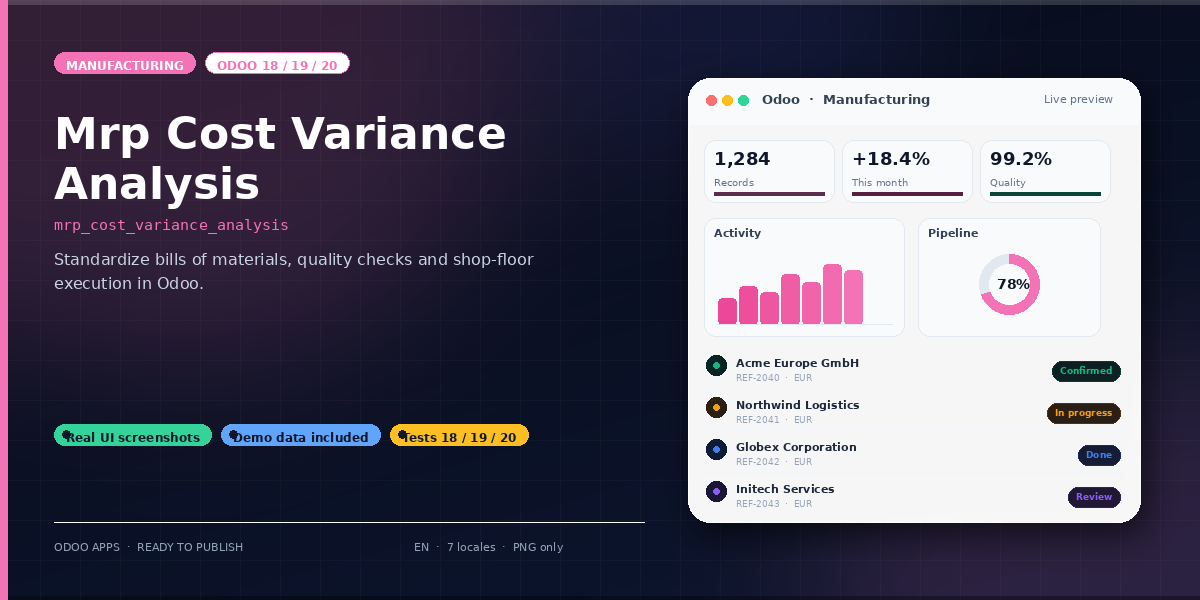 MANUFACTURING
ODOO 18 / 19 / 20
Mrp Cost Variance
Analysis
mrp_cost_variance_analysis
Standardize bills of materials, quality checks and shop-floor
execution in Odoo.
Real UI screenshots
Demo data included
Tests 18 / 19 / 20
ODOO APPS · READY TO PUBLISH
EN · 7 locales · PNG only
Odoo · Manufacturing
Live preview
1,284
Records
+18.4%
This month
99.2%
Quality
Activity
Pipeline
78%
Acme Europe GmbH
REF-2040 · EUR
Confirmed
Northwind Logistics
REF-2041 · EUR
In progress
Globex Corporation
REF-2042 · EUR
Done
Initech Services
REF-2043 · EUR
Review